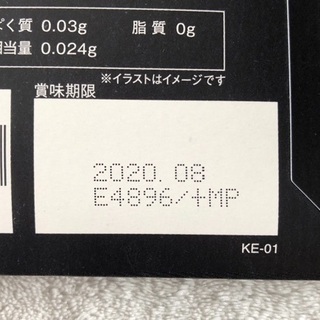 ぱく質 0.03g 脂質 0g
相当量 0.024g
※イラストはイメージです
賞味期限
2020.08
E4896/+MP
KE-01